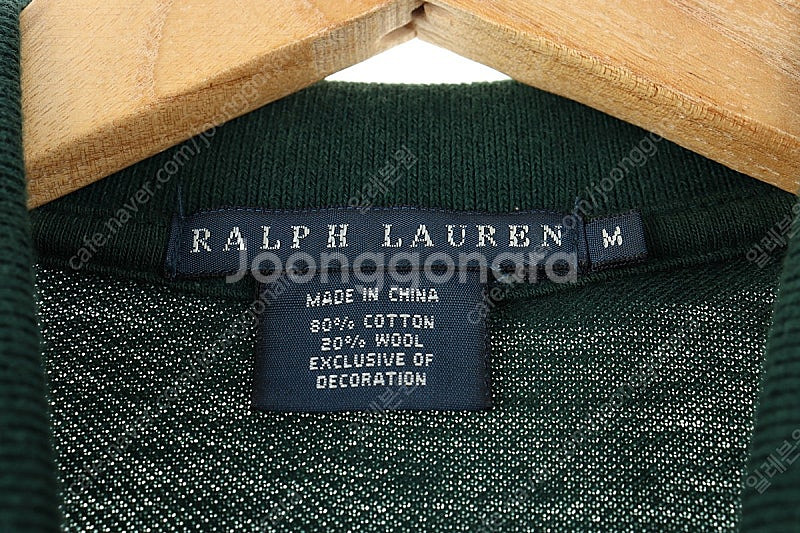 RALPH LAUREN M
Joonggonara
MADE IN CHINA
80% COTTON
20% WOOL
EXCLUSIVE OF
DECORATION